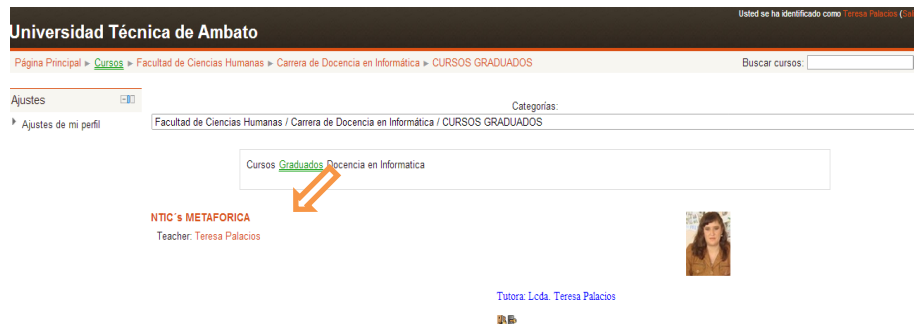 Usted se ha identificado como Teresa Palacios (Sal
Universidad Técnica de Ambato
Página Principal ► Cursos ► Facultad de Ciencias Humanas ► Carrera de Docencia en Informática ► CURSOS GRADUADOS
Buscar cursos:
Ajustes
Ajustes de mi perfil
Categorías:
Facultad de Ciencias Humanas / Carrera de Docencia en Informática / CURSOS GRADUADOS
Cursos Graduados Docencia en Informatica
NTIC´s METAFORICA
Teacher: Teresa Palacios
Tutora: Lcda. Teresa Palacios